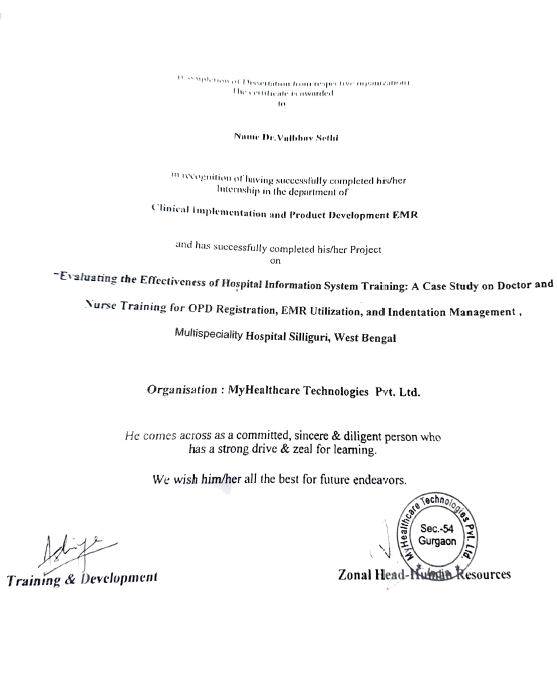 (Completion of Dissertation from respective organization)
The certificate is awarded
to
Name Dr.Vaibhav Sethi
in recognition of having successfully completed his/her
Internship in the department of
Clinical Implementation and Product Development EMR
and has successfully completed his/her Project
on
"Evaluating the Effectiveness of Hospital Information System Training: A Case Study on Doctor and
Nurse Training for OPD Registration, EMR Utilization, and Indentation Management ,
Multispeciality Hospital Silliguri, West Bengal
Organisation : MyHealthcare Technologies Pvt. Ltd.
He comes across as a committed, sincere & diligent person who
has a strong drive & zeal for learning.
We wish him/her all the best for future endeavors.
MyHealthcare Technologies Pvt. Ltd.
Sec.-54
Gurgaon
Training & Development
Zonal Head-Human Resources